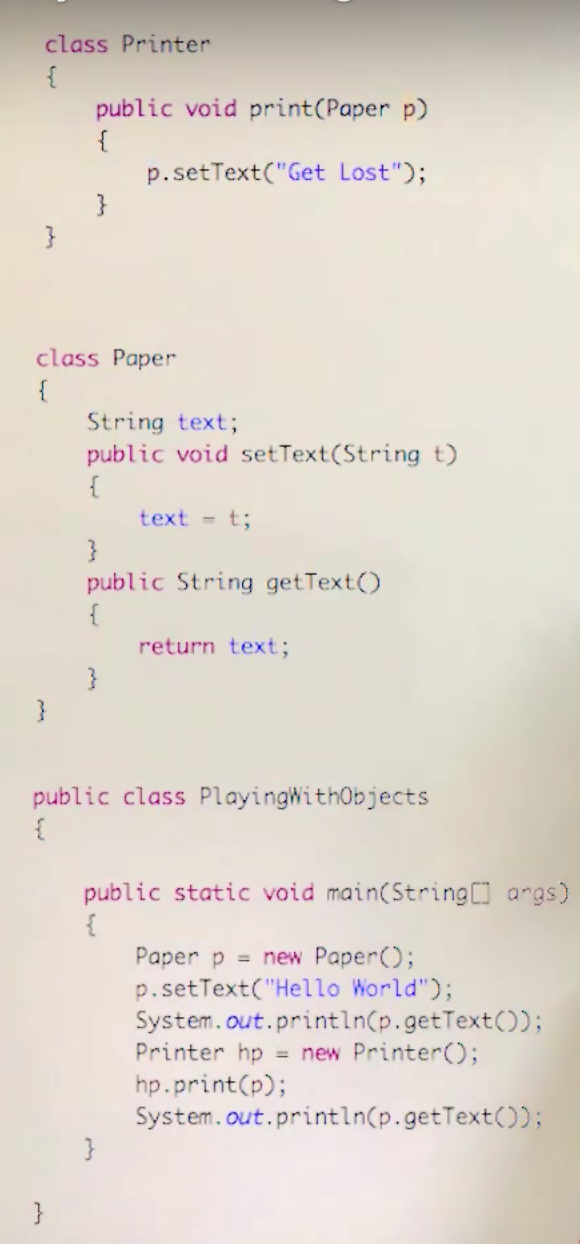 class Printer
{
public void print(Paper p)
{
p.setText("Get Lost");
}
}
class Paper
{
String text;
public void setText(String t)
{
text = t;
}
public String getText()
{
return text;
}
}
public class PlayingWithObjects
{
public static void main(String[] args)
{
Paper p = new Paper();
p.setText("Hello World");
System.out.println(p.getText());
Printer hp = new Printer();
hp.print(p);
System.out.println(p.getText());
}
}